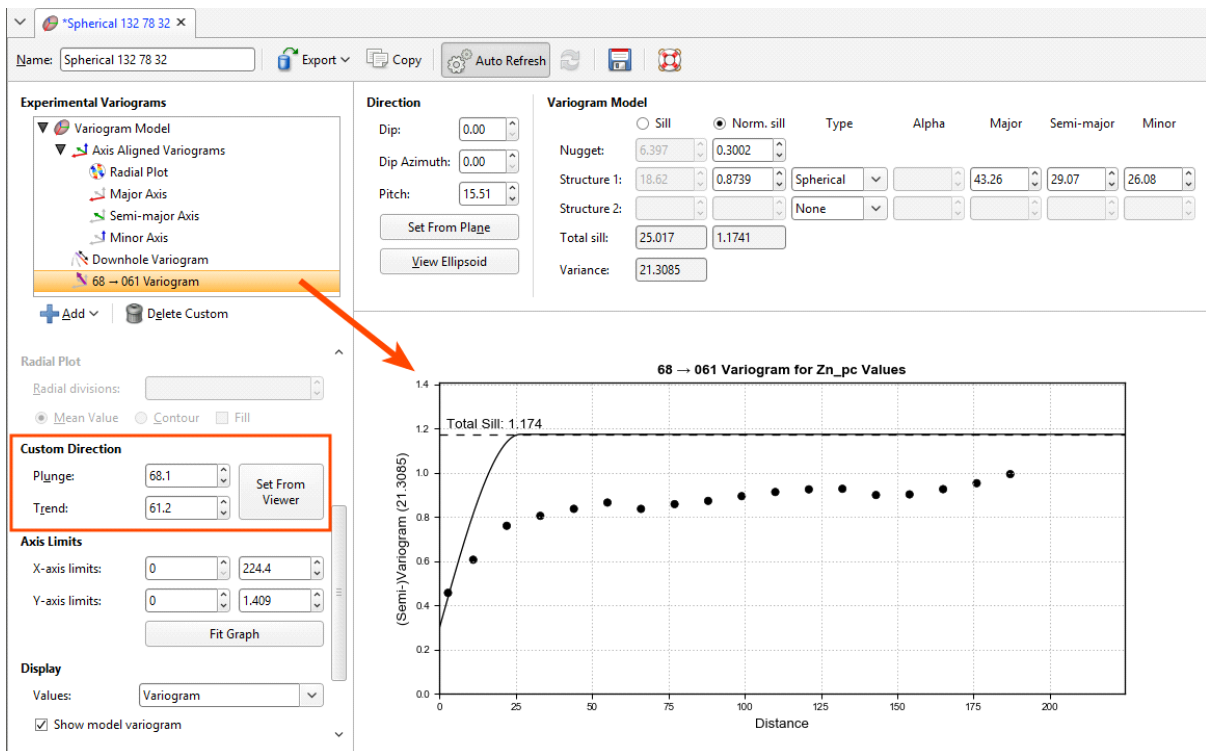 *Spherical 132 78 32
Name: Spherical 132 78 32 Export Copy Auto Refresh
Experimental Variograms
Variogram Model
Axis Aligned Variograms
Radial Plot
Major Axis
Semi-major Axis
Minor Axis
Downhole Variogram
68 → 061 Variogram
Add Delete Custom
Radial Plot
Radial divisions:
Mean Value Contour Fill
Custom Direction
Plunge: 68.1
Trend: 61.2
Set From Viewer
Axis Limits
X-axis limits: 0 224.4
Y-axis limits: 0 1.409
Fit Graph
Display
Values: Variogram
Show model variogram
Direction
Dip: 0.00
Dip Azimuth: 0.00
Pitch: 15.51
Set From Plane
View Ellipsoid
Variogram Model
Sill Norm. sill Type Alpha Major Semi-major Minor
Nugget: 6.397 0.3002
Structure 1: 18.62 0.8739 Spherical 43.26 29.07 26.08
Structure 2: None
Total sill: 25.017 1.1741
Variance: 21.3085
68 → 061 Variogram for Zn_pc Values
Total Sill: 1.174
(Semi-)Variogram (21.3085)
1.4
1.2
1.0
0.8
0.6
0.4
0.2
0.0
0 25 50 75 100 125 150 175 200
Distance